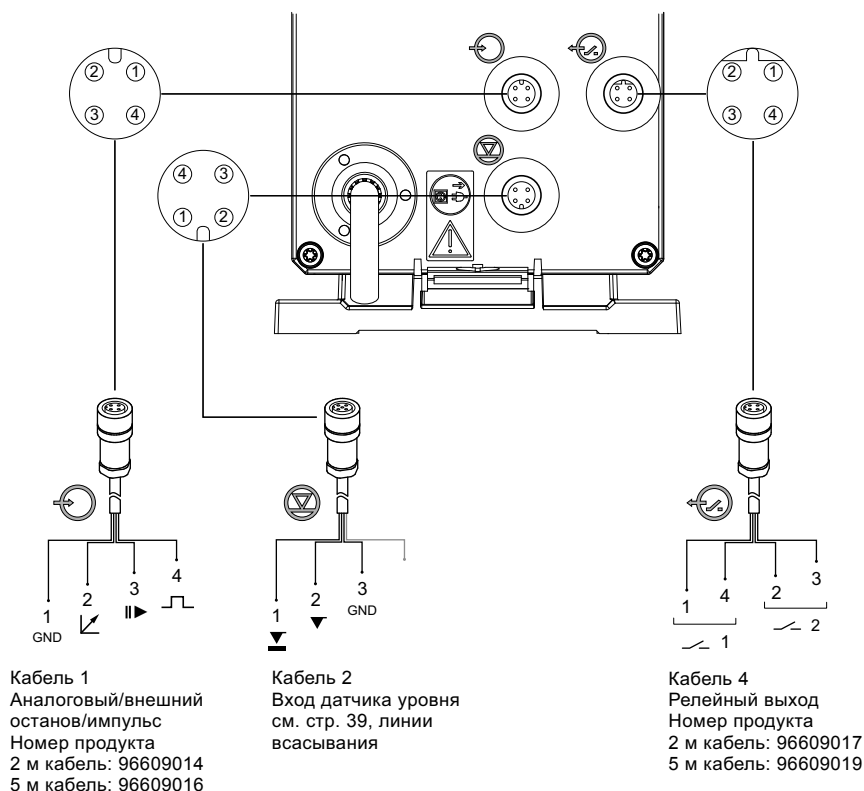 2 1
3 4
4 3
1 2
2 1
3 4
1 2 3 4
GND
1 2 3
GND
1 4 2 3
1 2
Кабель 1
Аналоговый/внешний
останов/импульс
Номер продукта
2 м кабель: 96609014
5 м кабель: 96609016
Кабель 2
Вход датчика уровня
см. стр. 39, линии
всасывания
Кабель 4
Релейный выход
Номер продукта
2 м кабель: 96609017
5 м кабель: 96609019